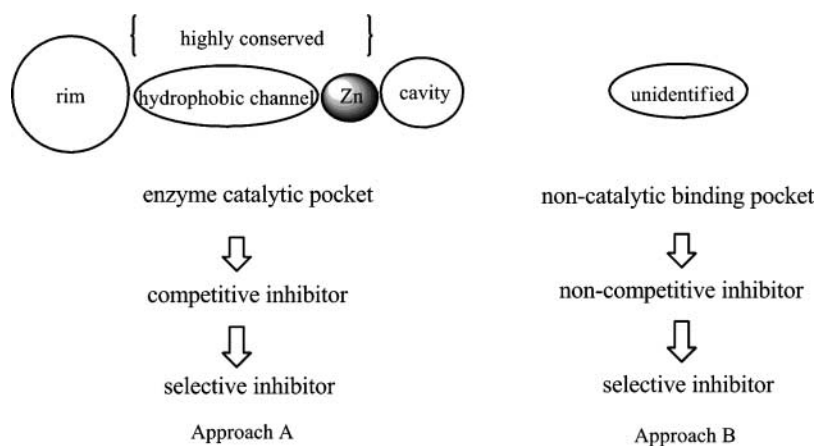 { highly conserved }
rim
hydrophobic channel
Zn
cavity
unidentified
enzyme catalytic pocket
non-catalytic binding pocket
competitive inhibitor
non-competitive inhibitor
selective inhibitor
selective inhibitor
Approach A
Approach B